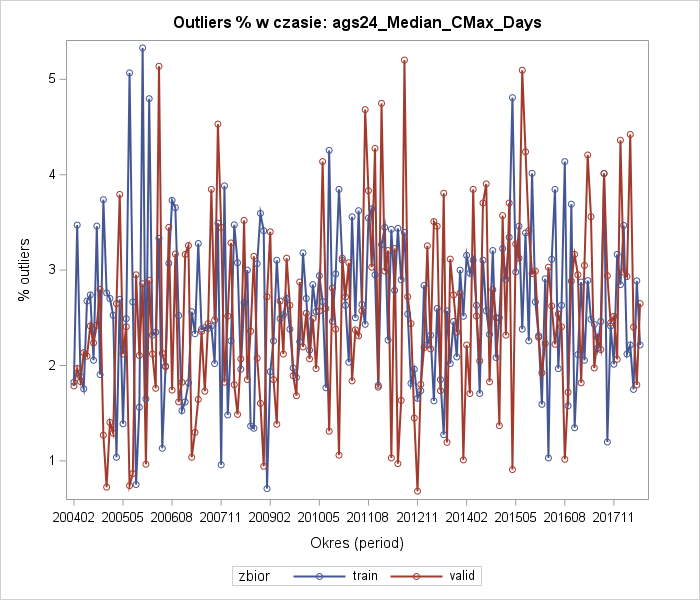 Outliers % w czasie: ags24_Median_CMax_Days
% outliers
5
4
3
2
1
200402 200505 200608 200711 200902 201005 201108 201211 201402 201505 201608 201711
Okres (period)
zbior train valid